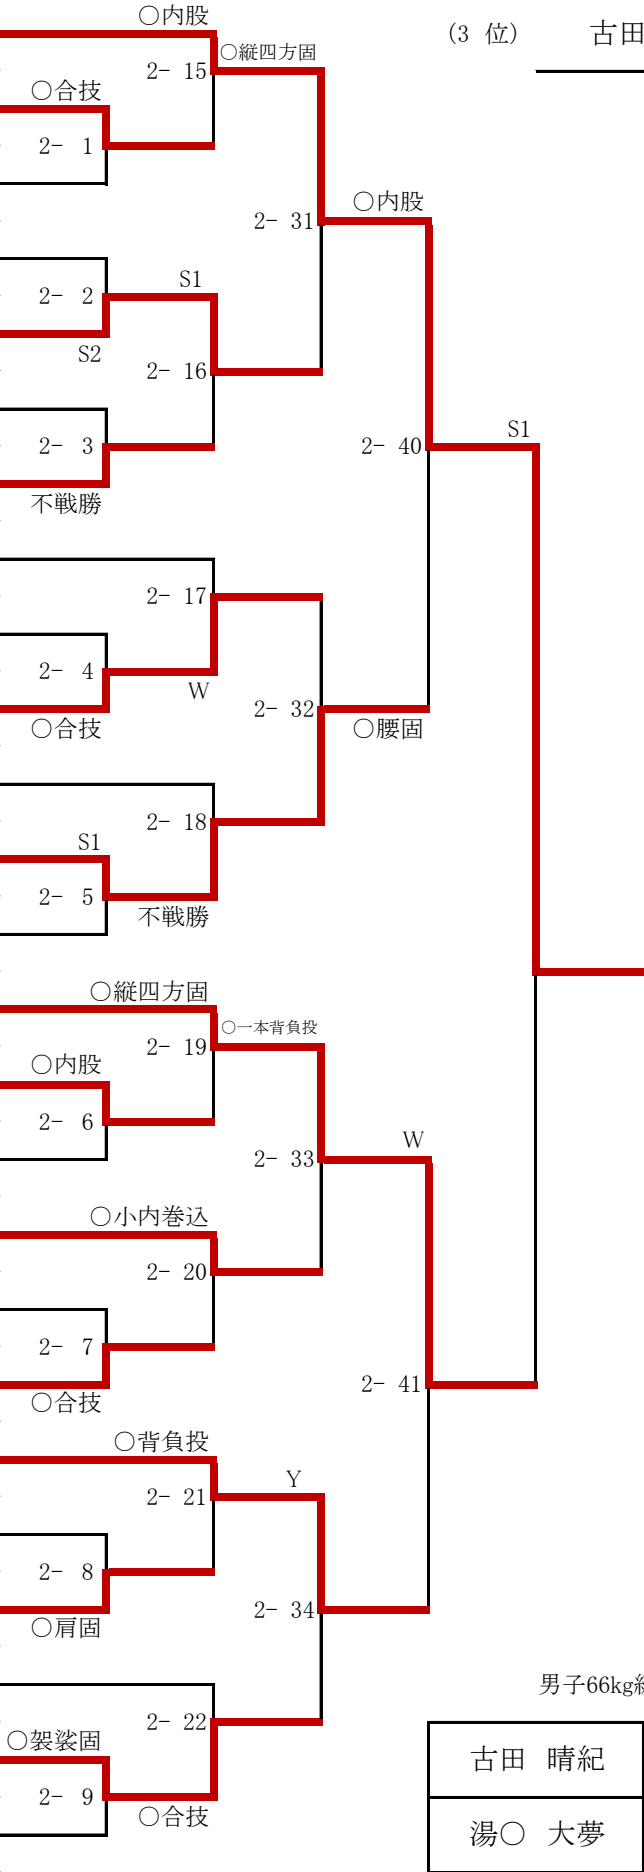 ○内股
(3 位) 古田
○縦四方固
2- 15
○合技
2- 1
○内股
2- 31
S1
2- 2
S2
2- 16
S1
2- 3
2- 40
不戦勝
2- 17
2- 4
W
2- 32
○合技
○腰固
2- 18
S1
2- 5
不戦勝
○縦四方固
○一本背負投
2- 19
○内股
2- 6
W
2- 33
○小内巻込
2- 20
2- 7
2- 41
○合技
○背負投
Y
2- 21
2- 8
2- 34
○肩固
男子66kg級
2- 22
○袈裟固
古田 晴紀
2- 9
○合技
湯○ 大夢